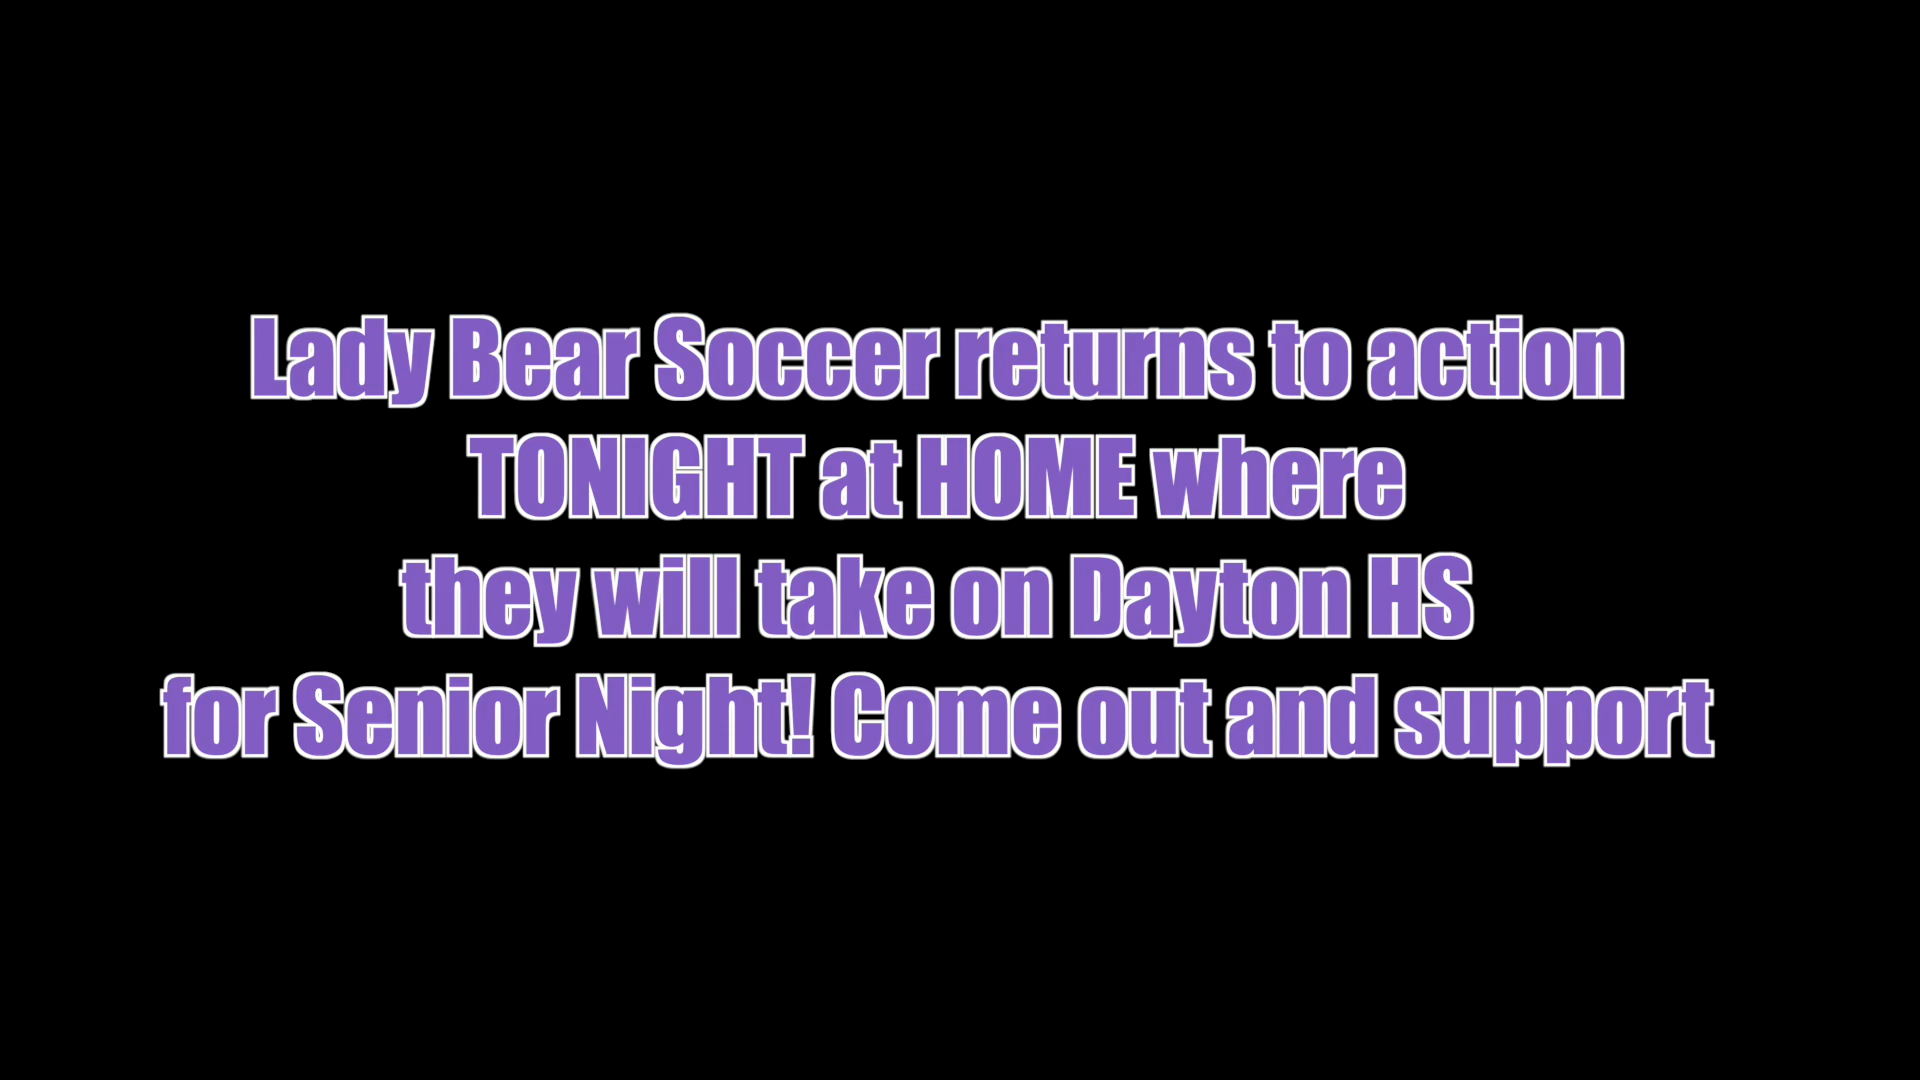 Lady Bear Soccer returns to action
TONIGHT at HOME where
they will take on Dayton HS
for Senior Night! Come out and support